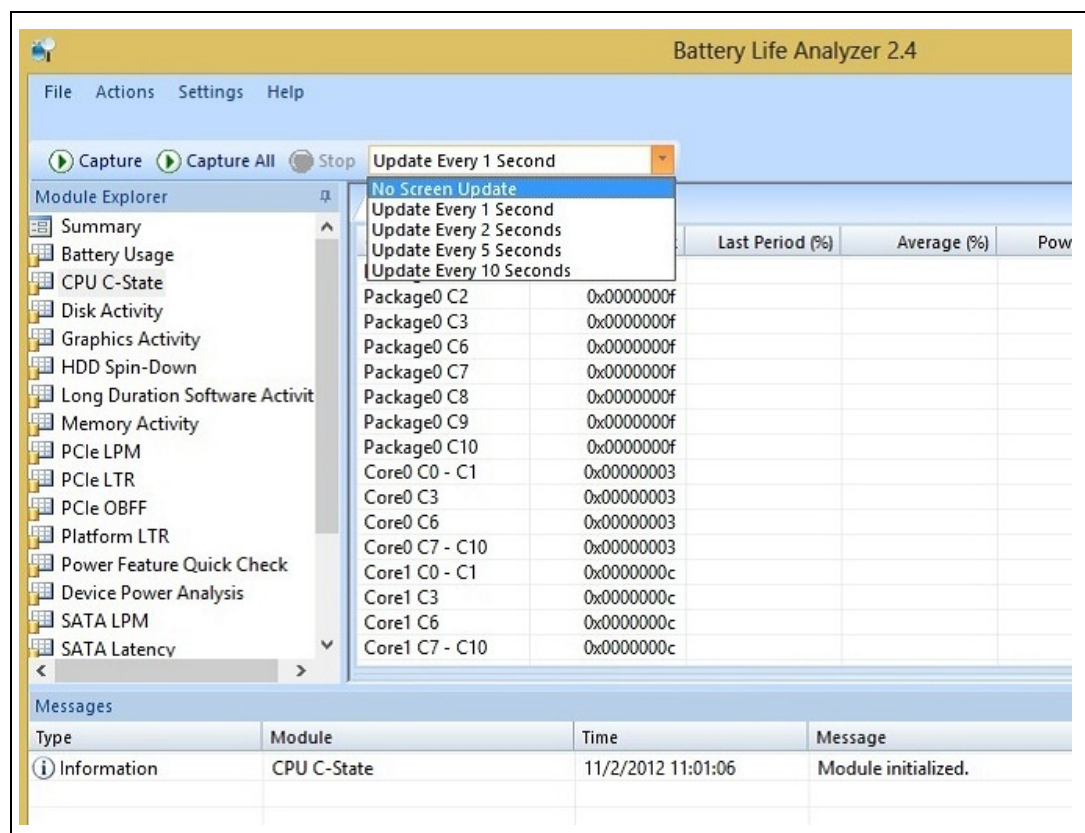 Battery Life Analyzer 2.4
File Actions Settings Help
Capture Capture All Stop Update Every 1 Second
No Screen Update
Update Every 1 Second
Update Every 2 Seconds
Update Every 5 Seconds
Update Every 10 Seconds
Module Explorer
Summary
Battery Usage
CPU C-State
Disk Activity
Graphics Activity
HDD Spin-Down
Long Duration Software Activit
Memory Activity
PCIe LPM
PCIe LTR
PCIe OBFF
Platform LTR
Power Feature Quick Check
Device Power Analysis
SATA LPM
SATA Latency
Last Period (%) Average (%) Pow
Package0 C2 0x0000000f
Package0 C3 0x0000000f
Package0 C6 0x0000000f
Package0 C7 0x0000000f
Package0 C8 0x0000000f
Package0 C9 0x0000000f
Package0 C10 0x0000000f
Core0 C0 - C1 0x00000003
Core0 C3 0x00000003
Core0 C6 0x00000003
Core0 C7 - C10 0x00000003
Core1 C0 - C1 0x0000000c
Core1 C3 0x0000000c
Core1 C6 0x0000000c
Core1 C7 - C10 0x0000000c
Messages
Type Module Time Message
Information CPU C-State 11/2/2012 11:01:06 Module initialized.